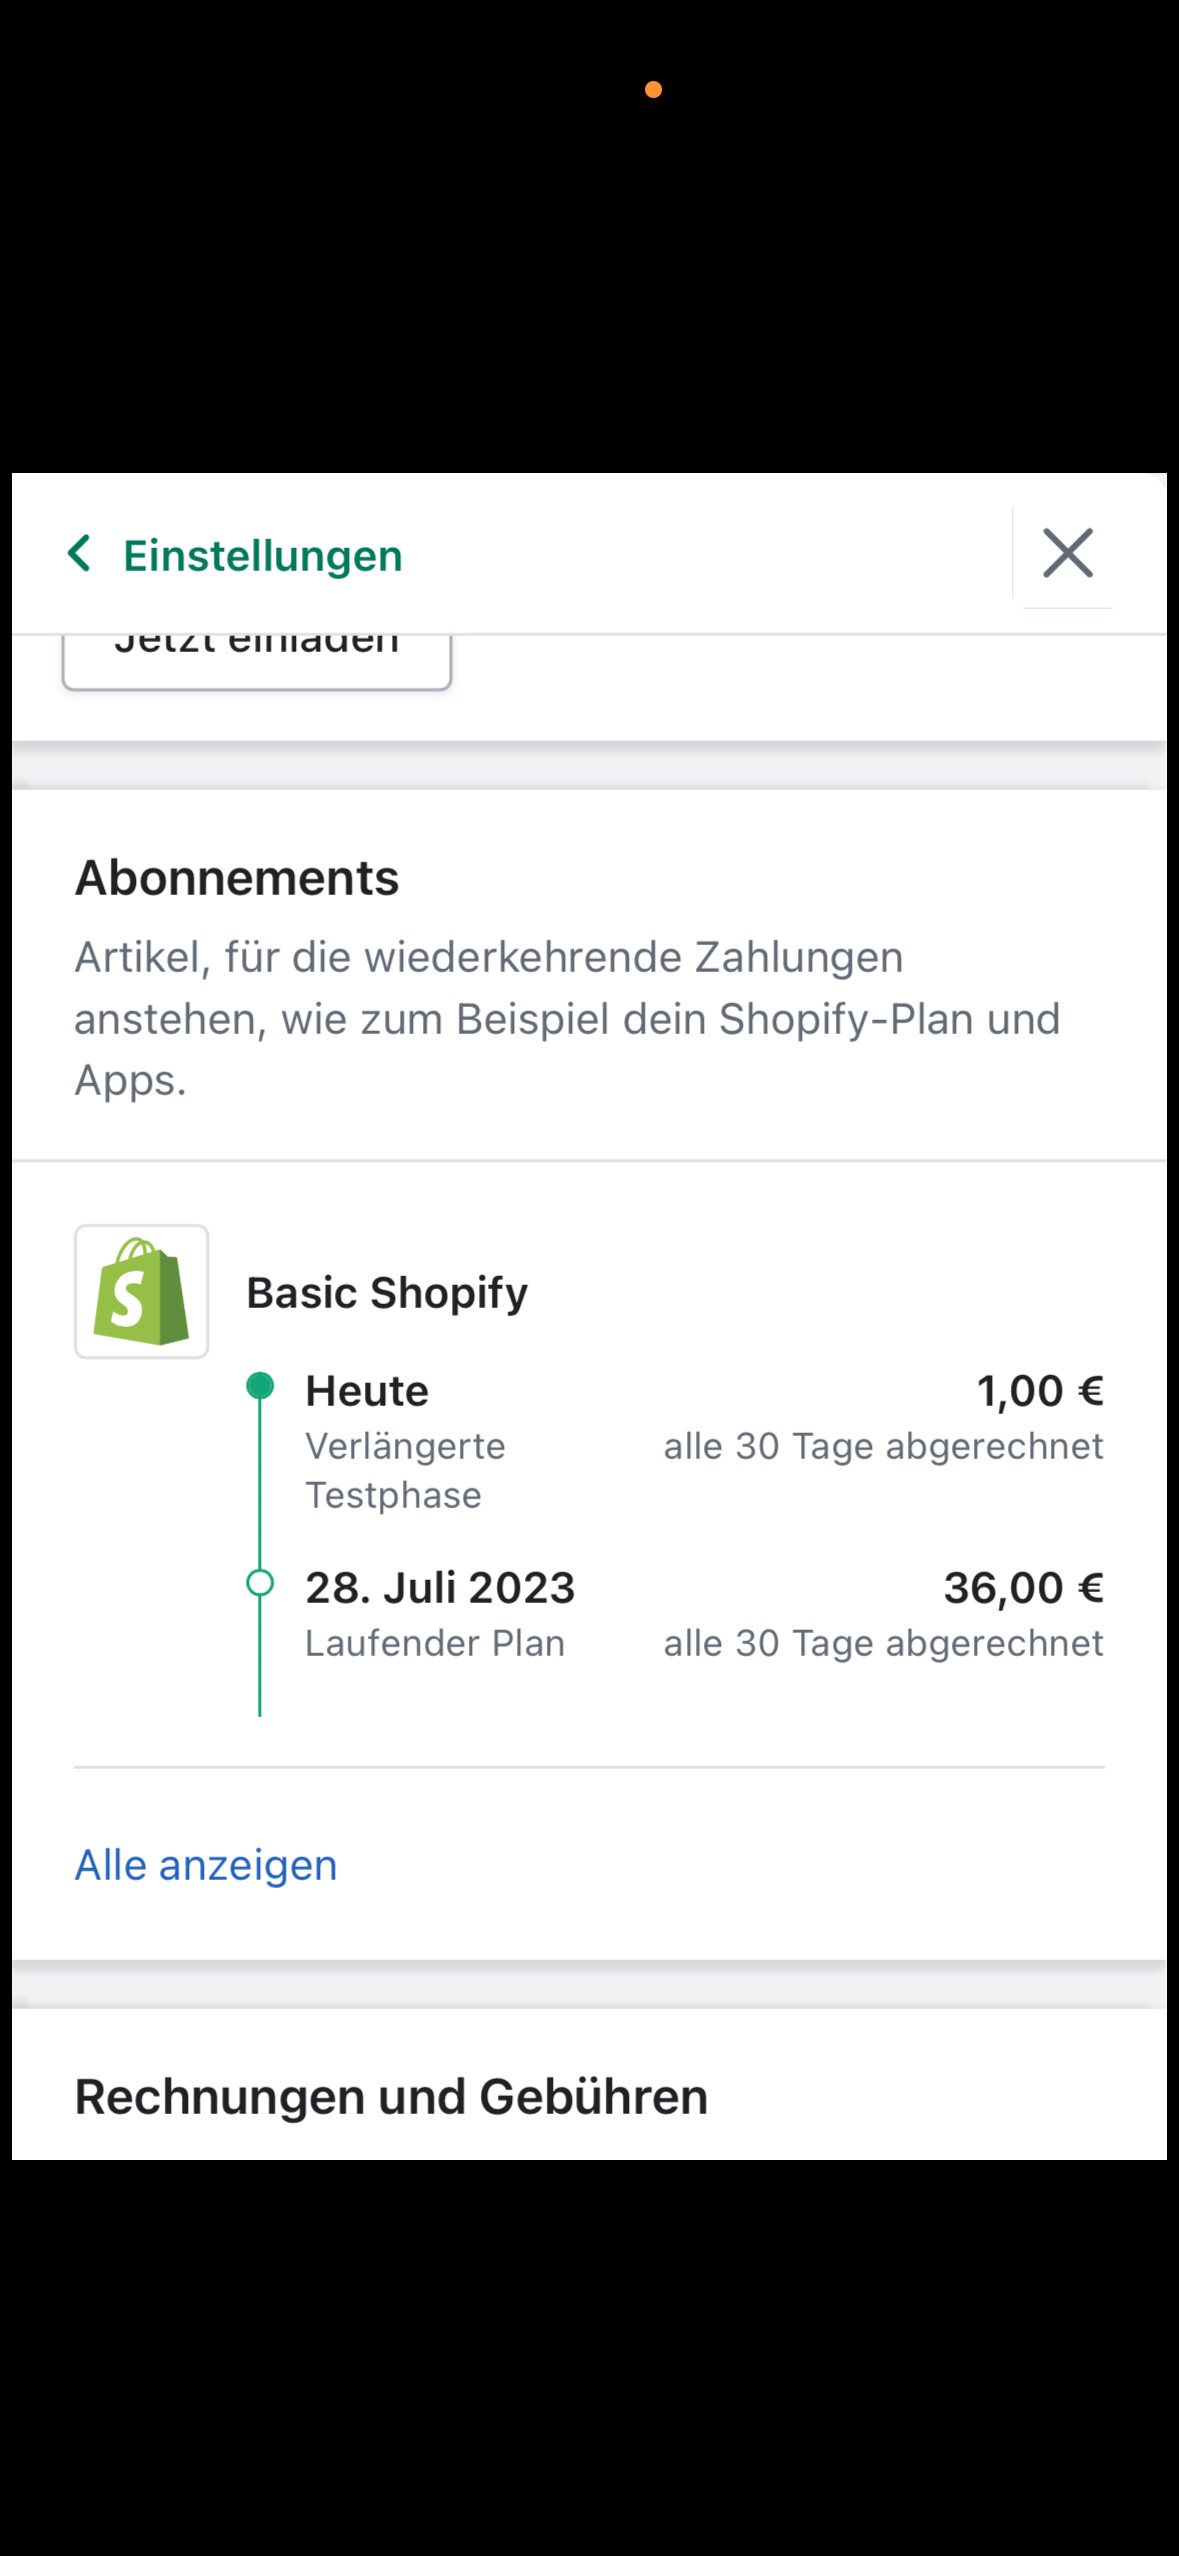 Einstellungen
Jetzt einladen
Abonnements
Artikel, für die wiederkehrende Zahlungen
anstehen, wie zum Beispiel dein Shopify-Plan und
Apps.
S
Basic Shopify
Heute 1,00 €
Verlängerte alle 30 Tage abgerechnet
Testphase
28. Juli 2023 36,00 €
Laufender Plan alle 30 Tage abgerechnet
Alle anzeigen
Rechnungen und Gebühren